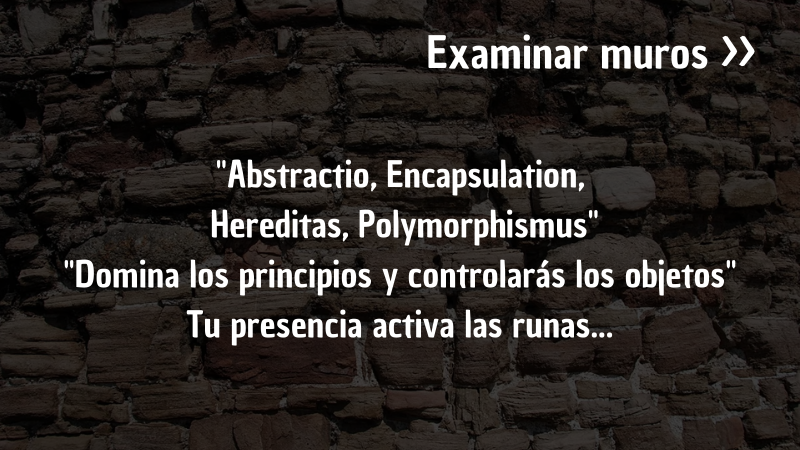 Examinar muros >>
"Abstractio, Encapsulation,
Hereditas, Polymorphismus"
"Domina los principios y controlarás los objetos"
Tu presencia activa las runas...